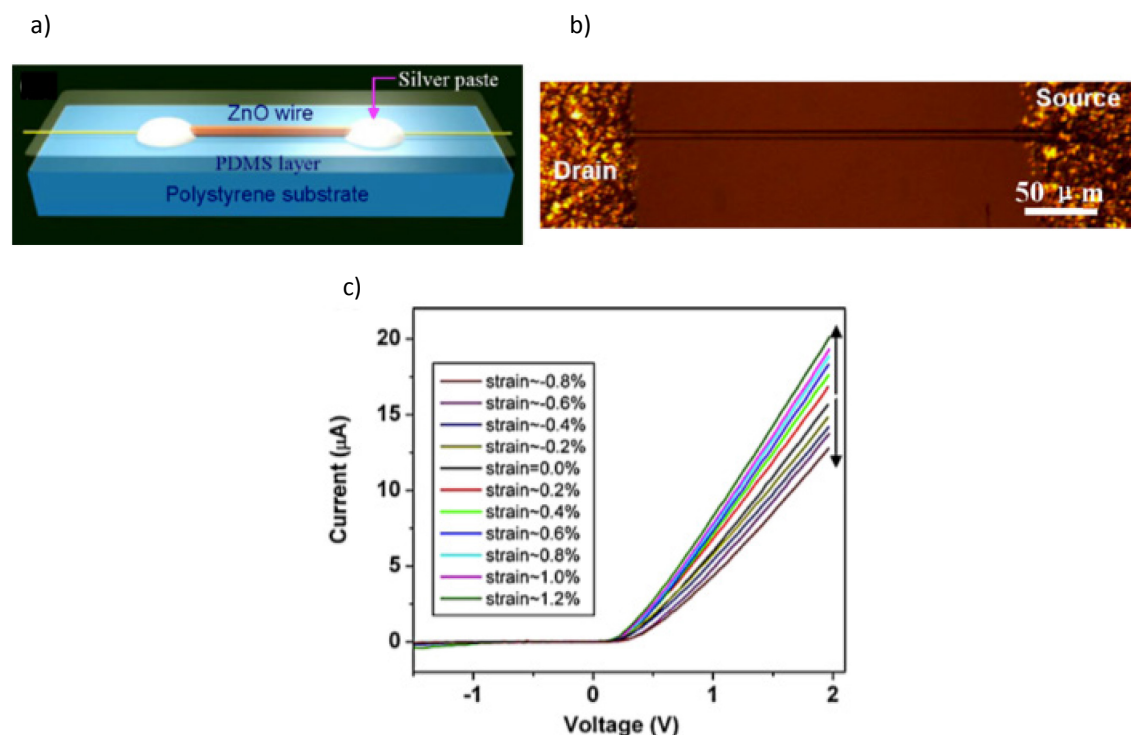 a)
b)
Silver paste
ZnO wire
PDMS layer
Polystyrene substrate
Source
Drain
50 μ m
c)
Current (μA)
20
15
10
5
0
strain~-0.8%
strain~-0.6%
strain~-0.4%
strain~-0.2%
strain=0.0%
strain~0.2%
strain~0.4%
strain~0.6%
strain~0.8%
strain~1.0%
strain~1.2%
-1 0 1 2
Voltage (V)